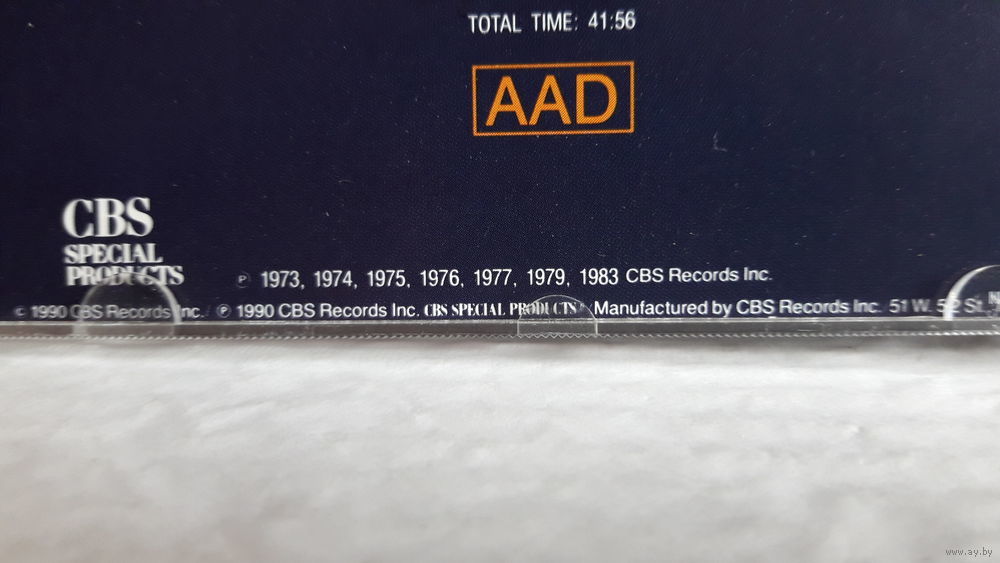 TOTAL TIME: 41:56
AAD
CBS
SPECIAL
PRODUCTS
℗ 1973, 1974, 1975, 1976, 1977, 1979, 1983 CBS Records Inc.
© 1990 CBS Records Inc. ℗ 1990 CBS Records Inc. CBS SPECIAL PRODUCTS Manufactured by CBS Records Inc. 51 W. 52 St.
www.ay.by